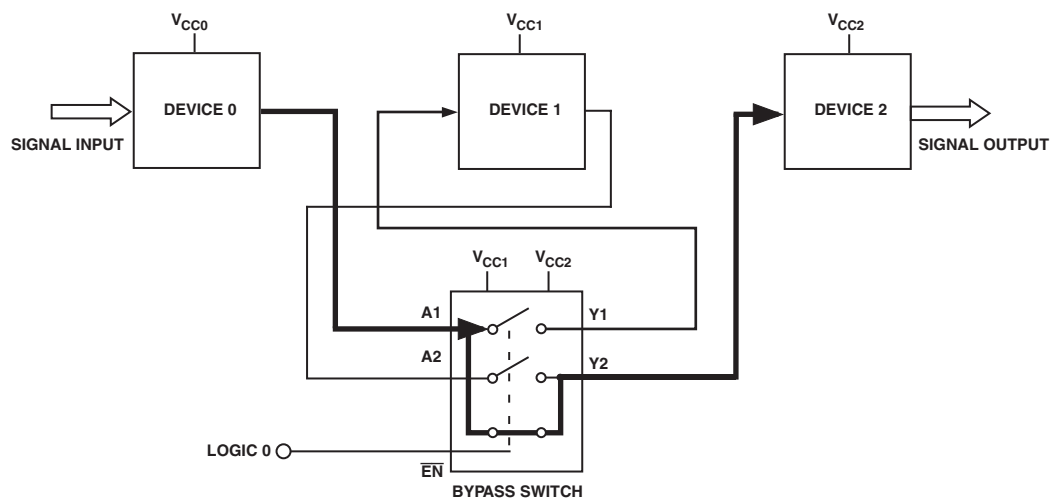 VCC0
VCC1
VCC2
DEVICE 0
DEVICE 1
DEVICE 2
SIGNAL INPUT
SIGNAL OUTPUT
VCC1
VCC2
A1
Y1
A2
Y2
LOGIC 0
EN
BYPASS SWITCH